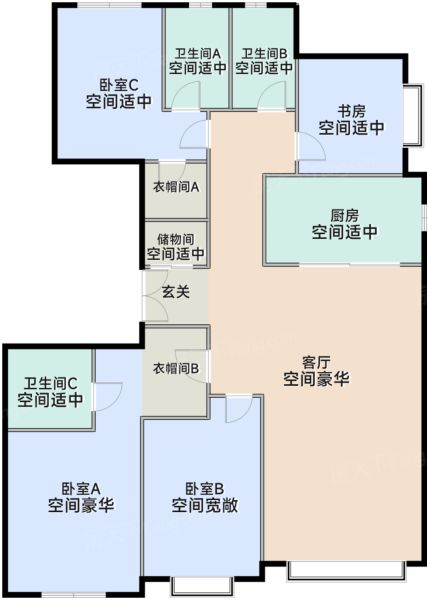 卧室C
空间适中
卫生间A
空间适中
卫生间B
空间适中
书房
空间适中
衣帽间A
厨房
空间适中
储物间
空间适中
玄关
客厅
空间豪华
衣帽间B
卫生间C
空间适中
卧室A
空间豪华
卧室B
空间宽敞